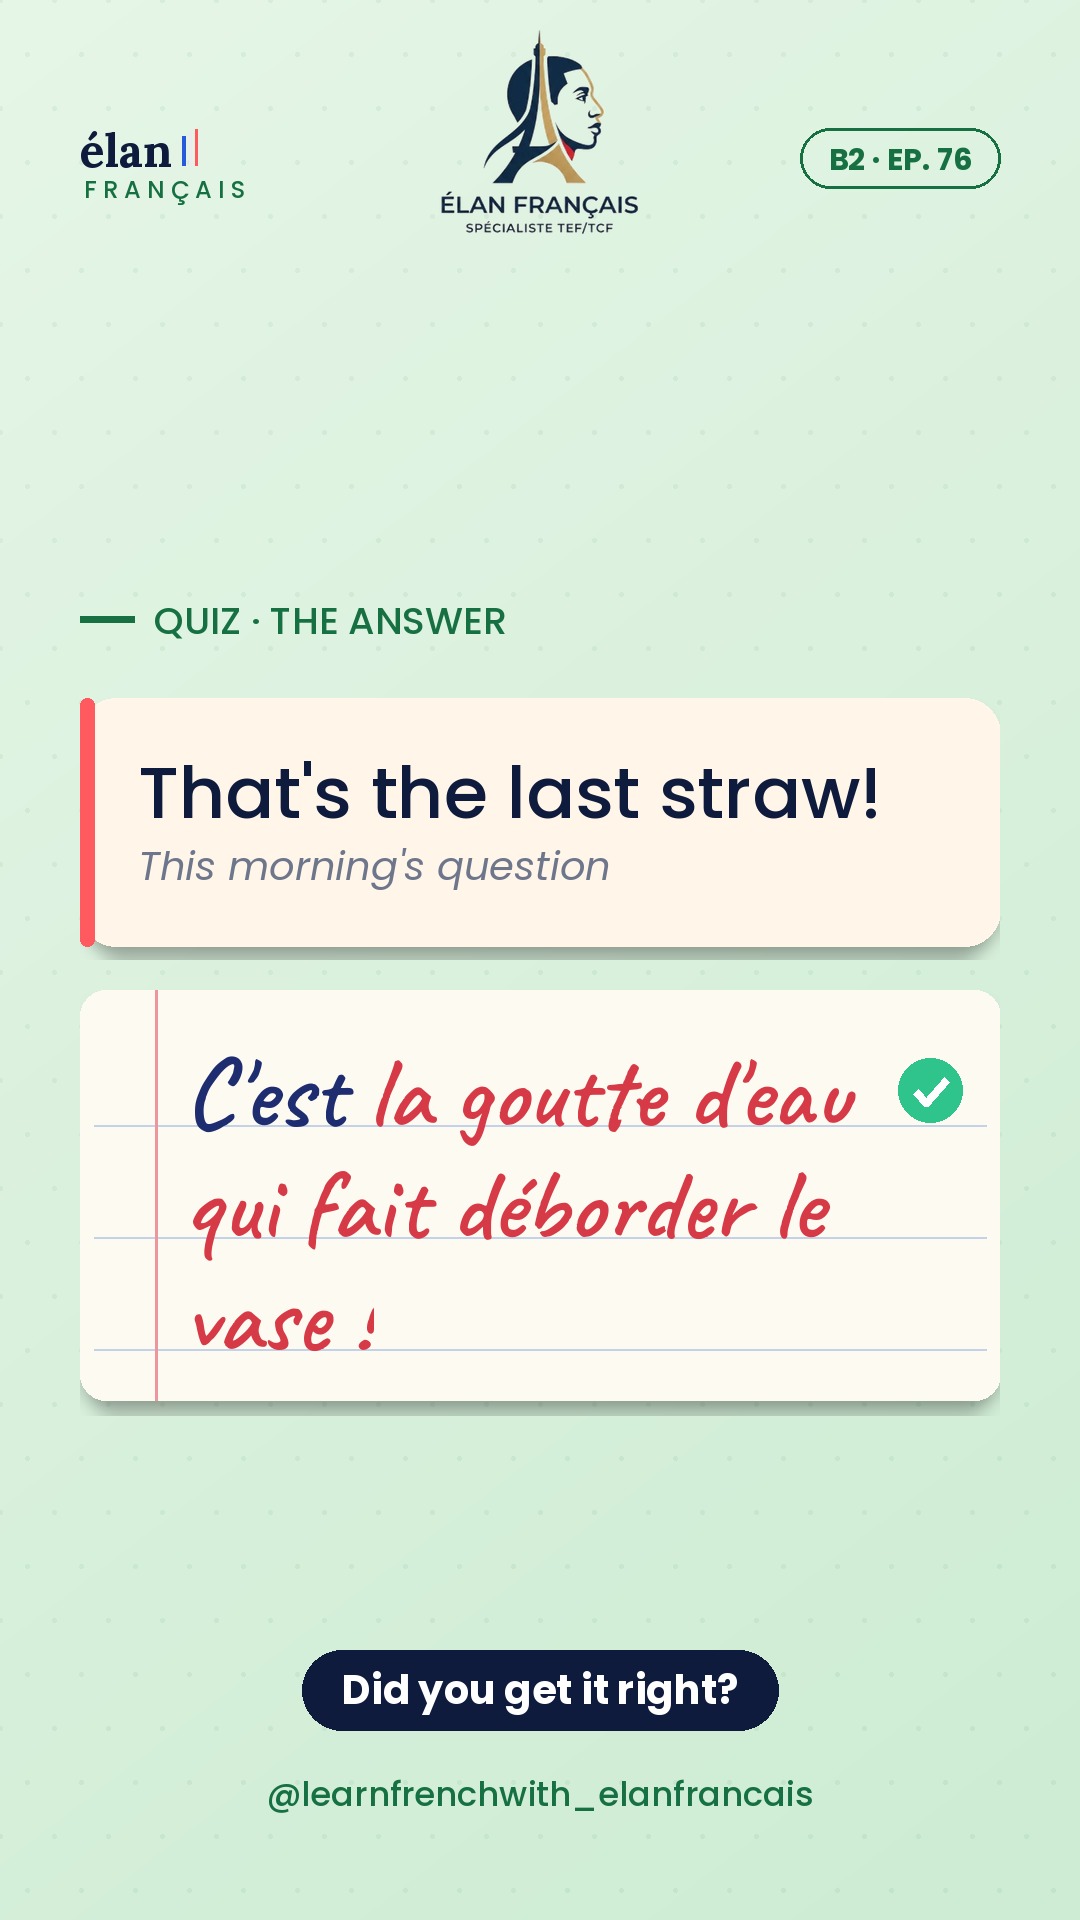 élan
FRANÇAIS
ÉLAN FRANÇAIS
SPÉCIALISTE TEF/TCF
B2 · EP. 76
QUIZ · THE ANSWER
That's the last straw!
This morning's question
C'est la goutte d'eau
qui fait déborder le
vase !
Did you get it right?
@learnfrenchwith_elanfrancais